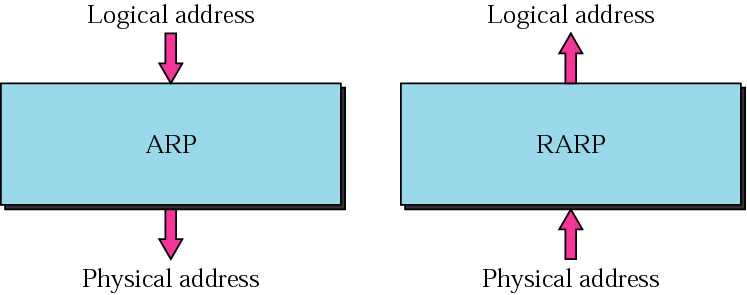 Logical address
ARP
Physical address
Logical address
RARP
Physical address